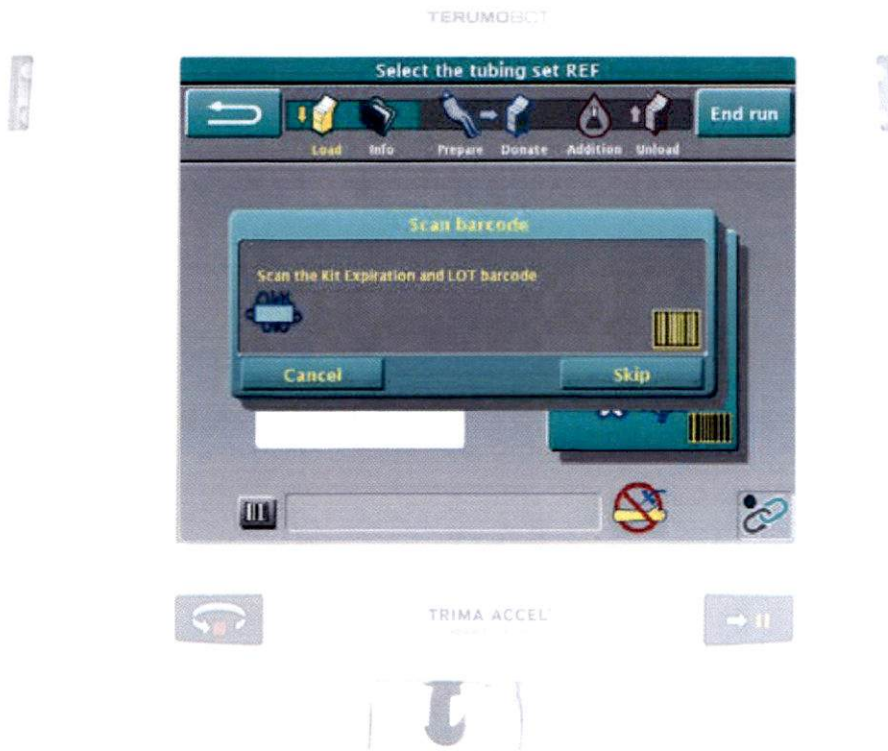 TERUMOBCT
Select the tubing set REF
End run
Load Info Prepare Donate Addition Unload
Scan barcode
Scan the Kit Expiration and LOT barcode
Cancel Skip
TRIMA ACCEL